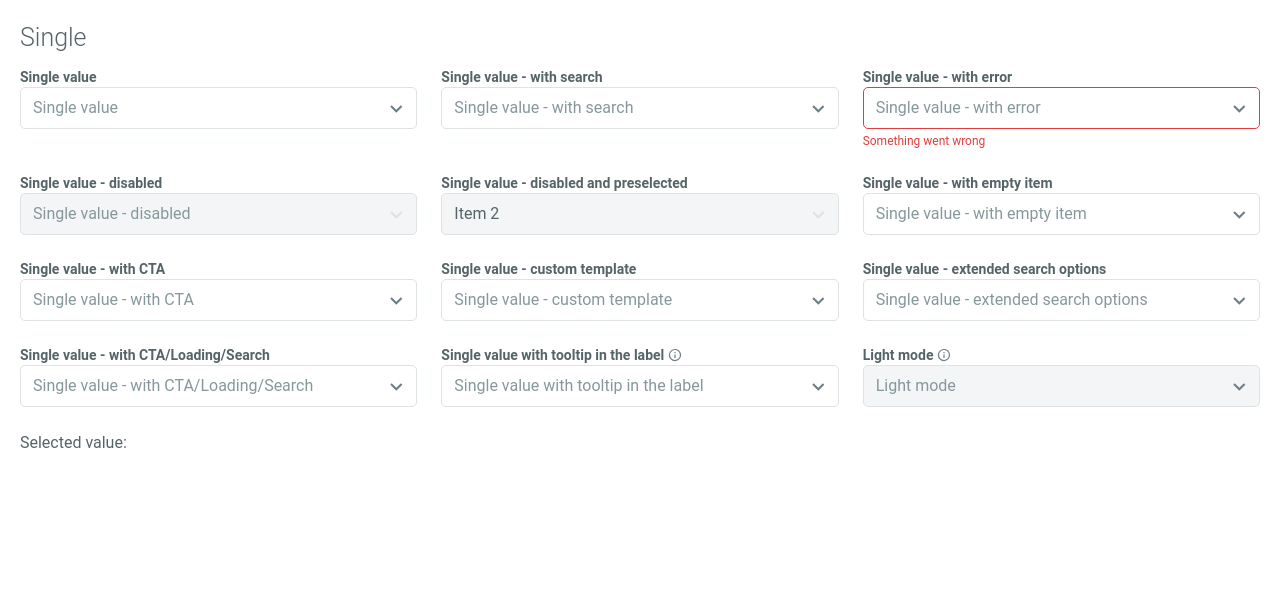 Single
Single value
Single value - with search
Single value - with error
Single value
Single value - with search
Single value - with error
Something went wrong
Single value - disabled
Single value - disabled and preselected
Single value - with empty item
Single value - disabled
Item 2
Single value - with empty item
Single value - with CTA
Single value - custom template
Single value - extended search options
Single value - with CTA
Single value - custom template
Single value - extended search options
Single value - with CTA/Loading/Search
Single value with tooltip in the label
Light mode
Single value - with CTA/Loading/Search
Single value with tooltip in the label
Light mode
Selected value: